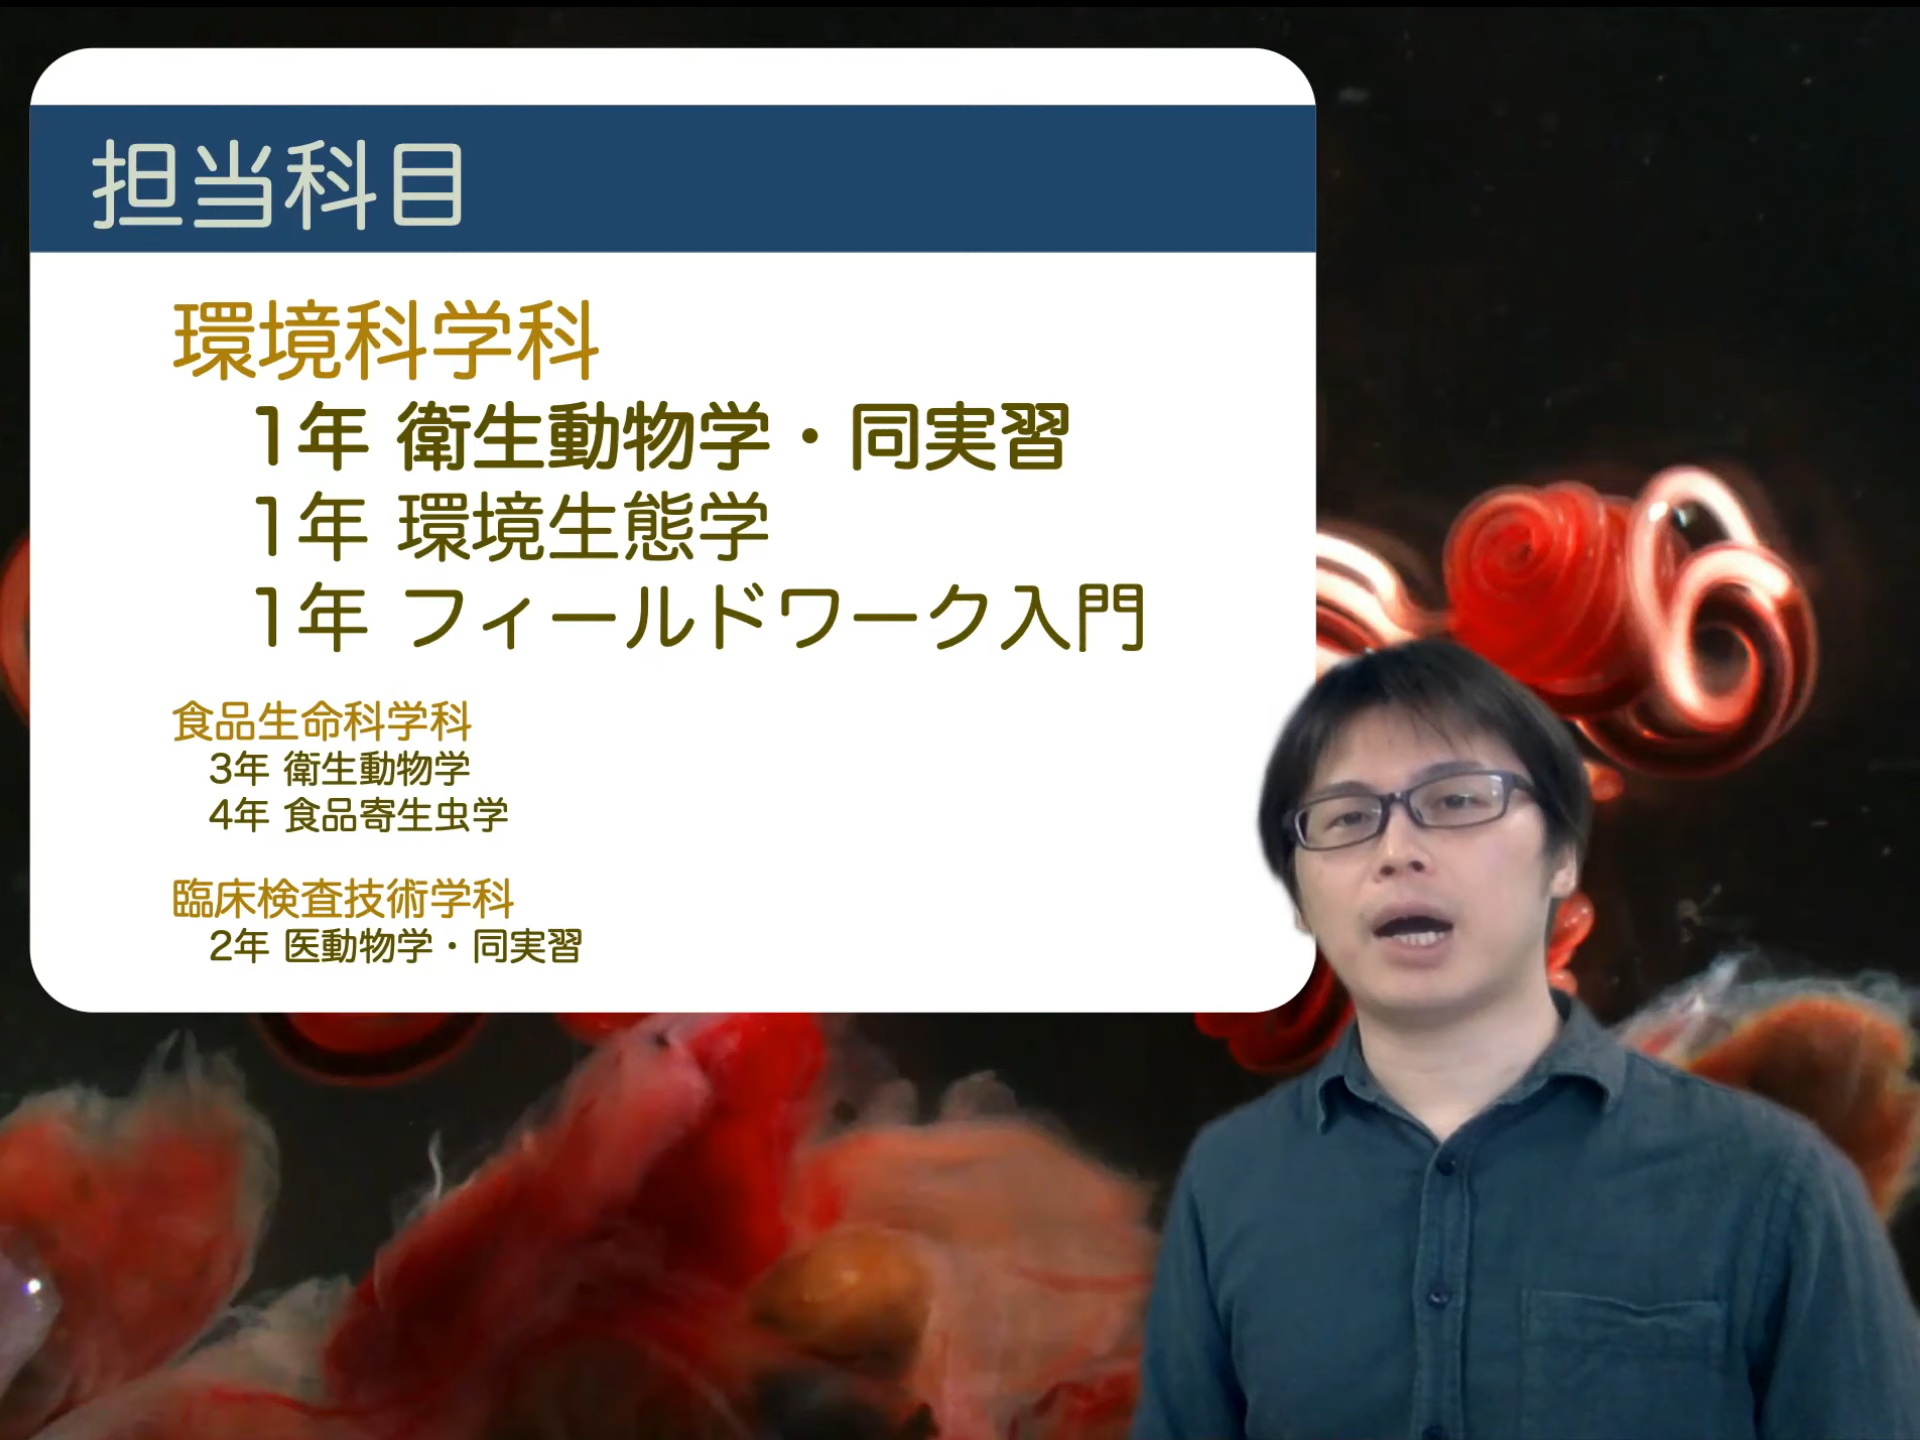 担当科目
環境科学科
1年 衛生動物学・同実習
1年 環境生態学
1年 フィールドワーク入門
食品生命科学科
3年 衛生動物学
4年 食品寄生虫学
臨床検査技術学科
2年 医動物学・同実習